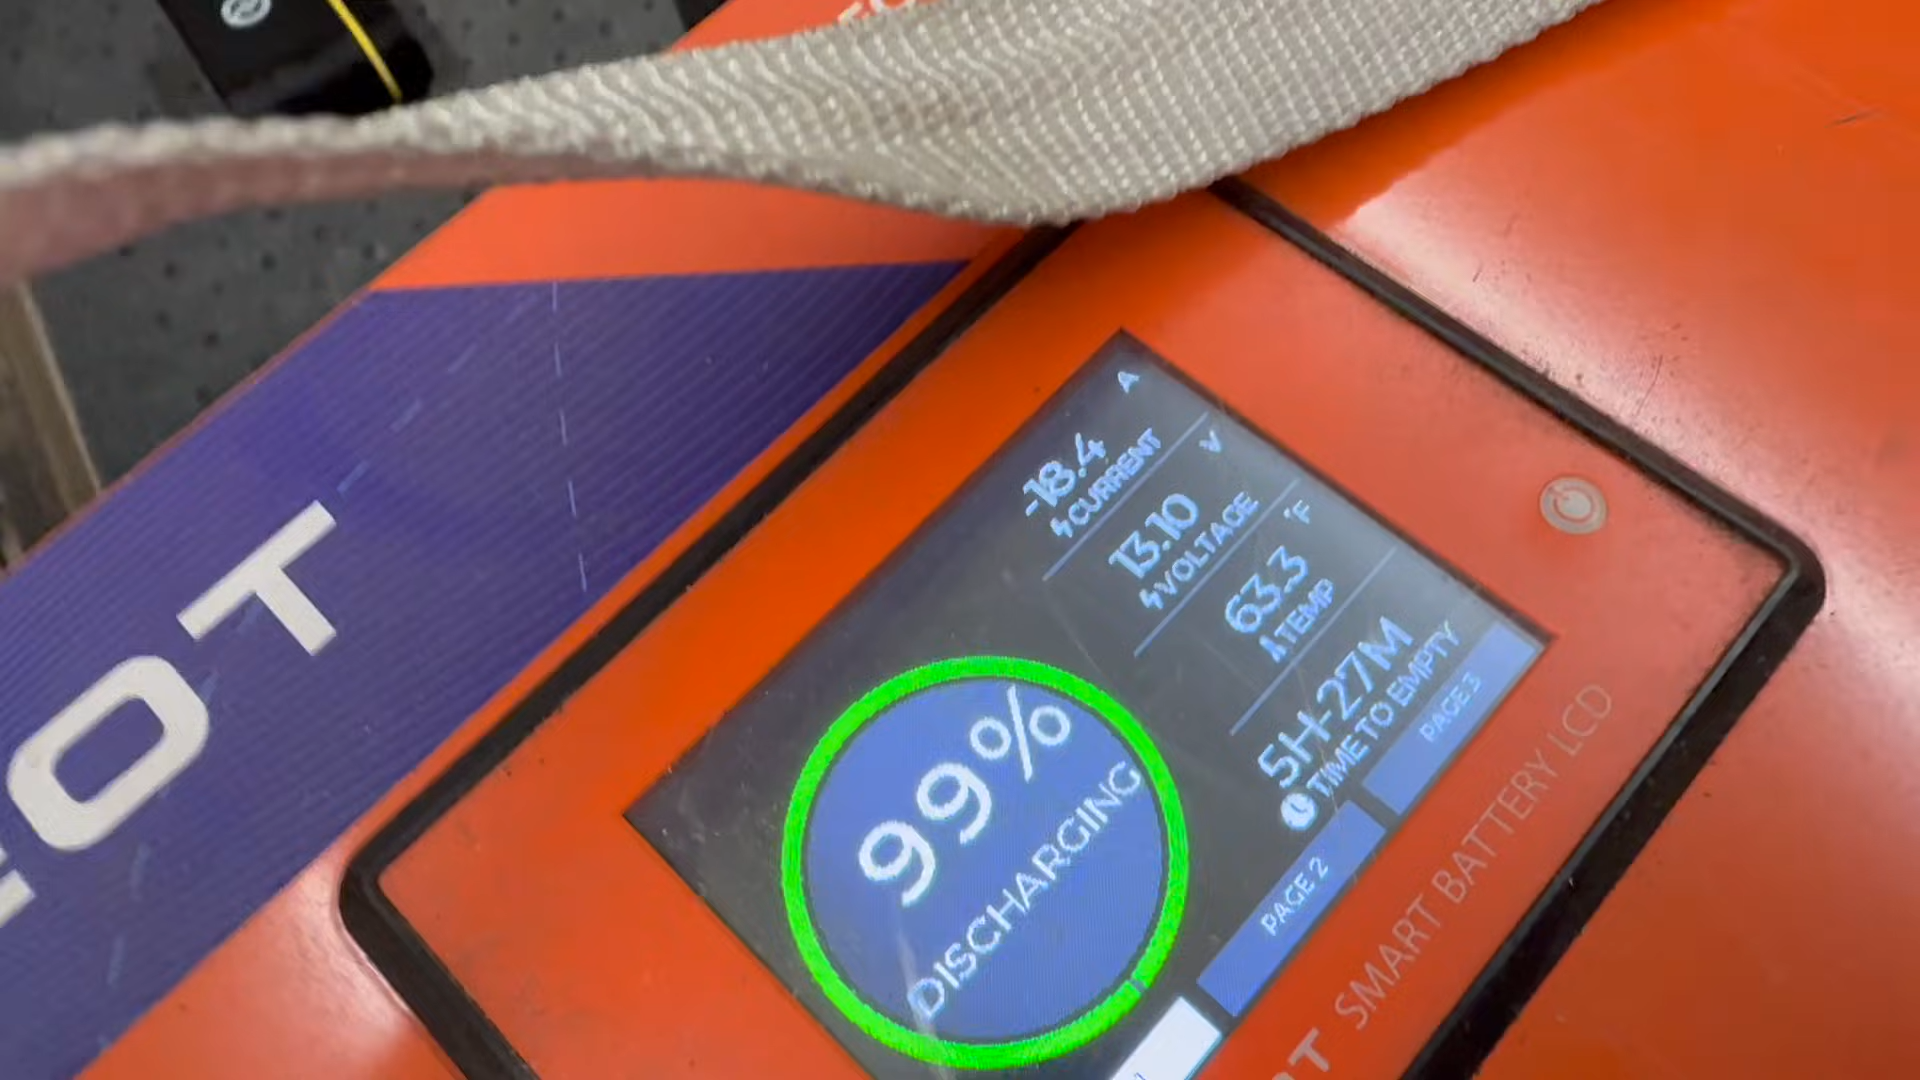 EOT
-18.4 A
CURRENT
13.10 V
VOLTAGE
63.3 °F
TEMP
5H-27M
TIME TO EMPTY
99%
DISCHARGING
PAGE 2
PAGE 3
OT SMART BATTERY LCD